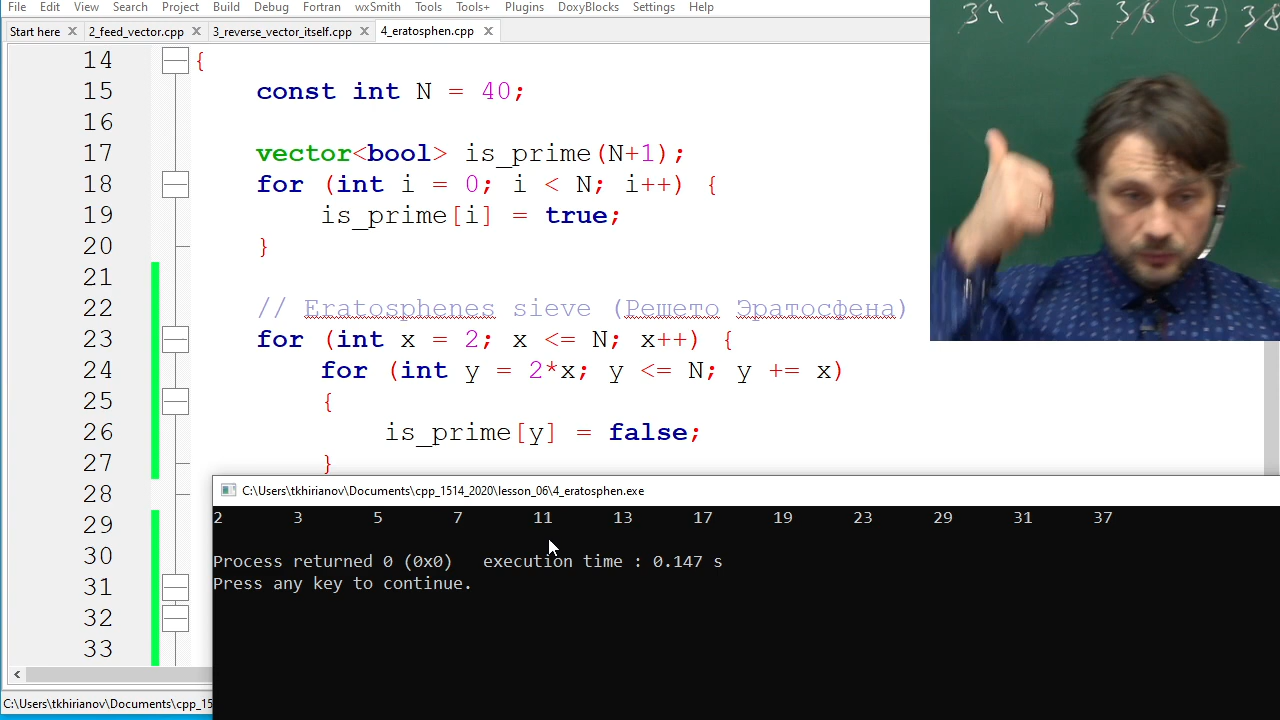 File Edit View Search Project Build Debug Fortran wxSmith Tools Tools+ Plugins DoxyBlocks Settings Help
Start here 2_feed_vector.cpp 3_reverse_vector_itself.cpp 4_eratosphen.cpp
34 35 36 37 38
14 {
15 const int N = 40;
16
17 vector<bool> is_prime(N+1);
18 for (int i = 0; i < N; i++) {
19 is_prime[i] = true;
20 }
21
22 // Eratosphenes sieve (Решето Эратосфена)
23 for (int x = 2; x <= N; x++) {
24 for (int y = 2*x; y <= N; y += x)
25 {
26 is_prime[y] = false;
27 }
28
29
30
31
32
33
C:\Users\tkhirianov\Documents\cpp_1514_2020\lesson_06\4_eratosphen.exe
2 3 5 7 11 13 17 19 23 29 31 37
Process returned 0 (0x0) execution time : 0.147 s
Press any key to continue.
C:\Users\tkhirianov\Documents\cpp_15